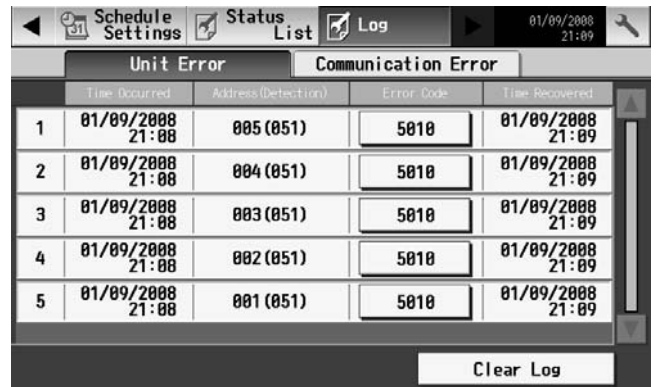 Schedule Settings
Status List
Log
01/09/2008
21:09
Unit Error
Communication Error
Time Occurred Address(Detection) Error Code Time Recovered
1 01/09/2008 21:08 005(051) 5010 01/09/2008 21:09
2 01/09/2008 21:08 004(051) 5010 01/09/2008 21:09
3 01/09/2008 21:08 003(051) 5010 01/09/2008 21:09
4 01/09/2008 21:08 002(051) 5010 01/09/2008 21:09
5 01/09/2008 21:08 001(051) 5010 01/09/2008 21:09
Clear Log